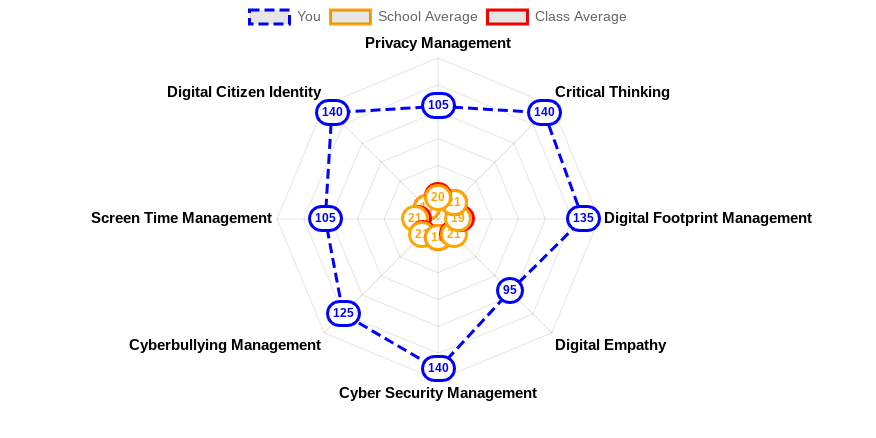 You School Average Class Average
Privacy Management
Digital Citizen Identity Critical Thinking
140 105 140
20
21
Screen Time Management 105 21 19 135 Digital Footprint Management
21 21
95
125
Cyberbullying Management Digital Empathy
140
Cyber Security Management